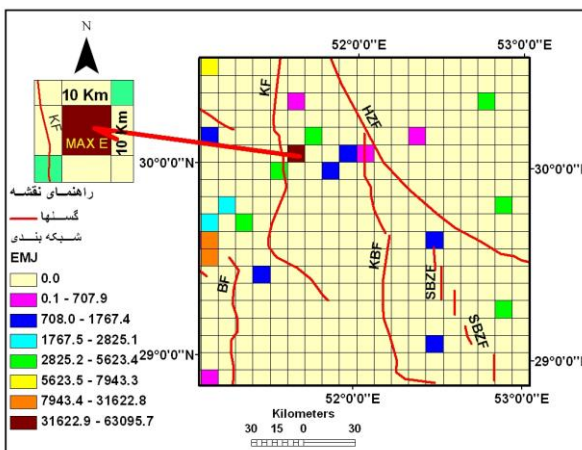 N
10 Km
KF
MAX E
10 Km
راهنمای نقشه
گسلها
شبکه بندی
EMJ
0.0
0.1 - 707.9
708.0 - 1767.4
1767.5 - 2825.1
2825.2 - 5623.4
5623.5 - 7943.3
7943.4 - 31622.8
31622.9 - 63095.7
52°0'0"E 53°0'0"E
KF
HZF
30°0'0"N 30°0'0"N
KBF
BF
SBZF
SBZF
29°0'0"N 29°0'0"N
52°0'0"E 53°0'0"E
Kilometers
30 15 0 30